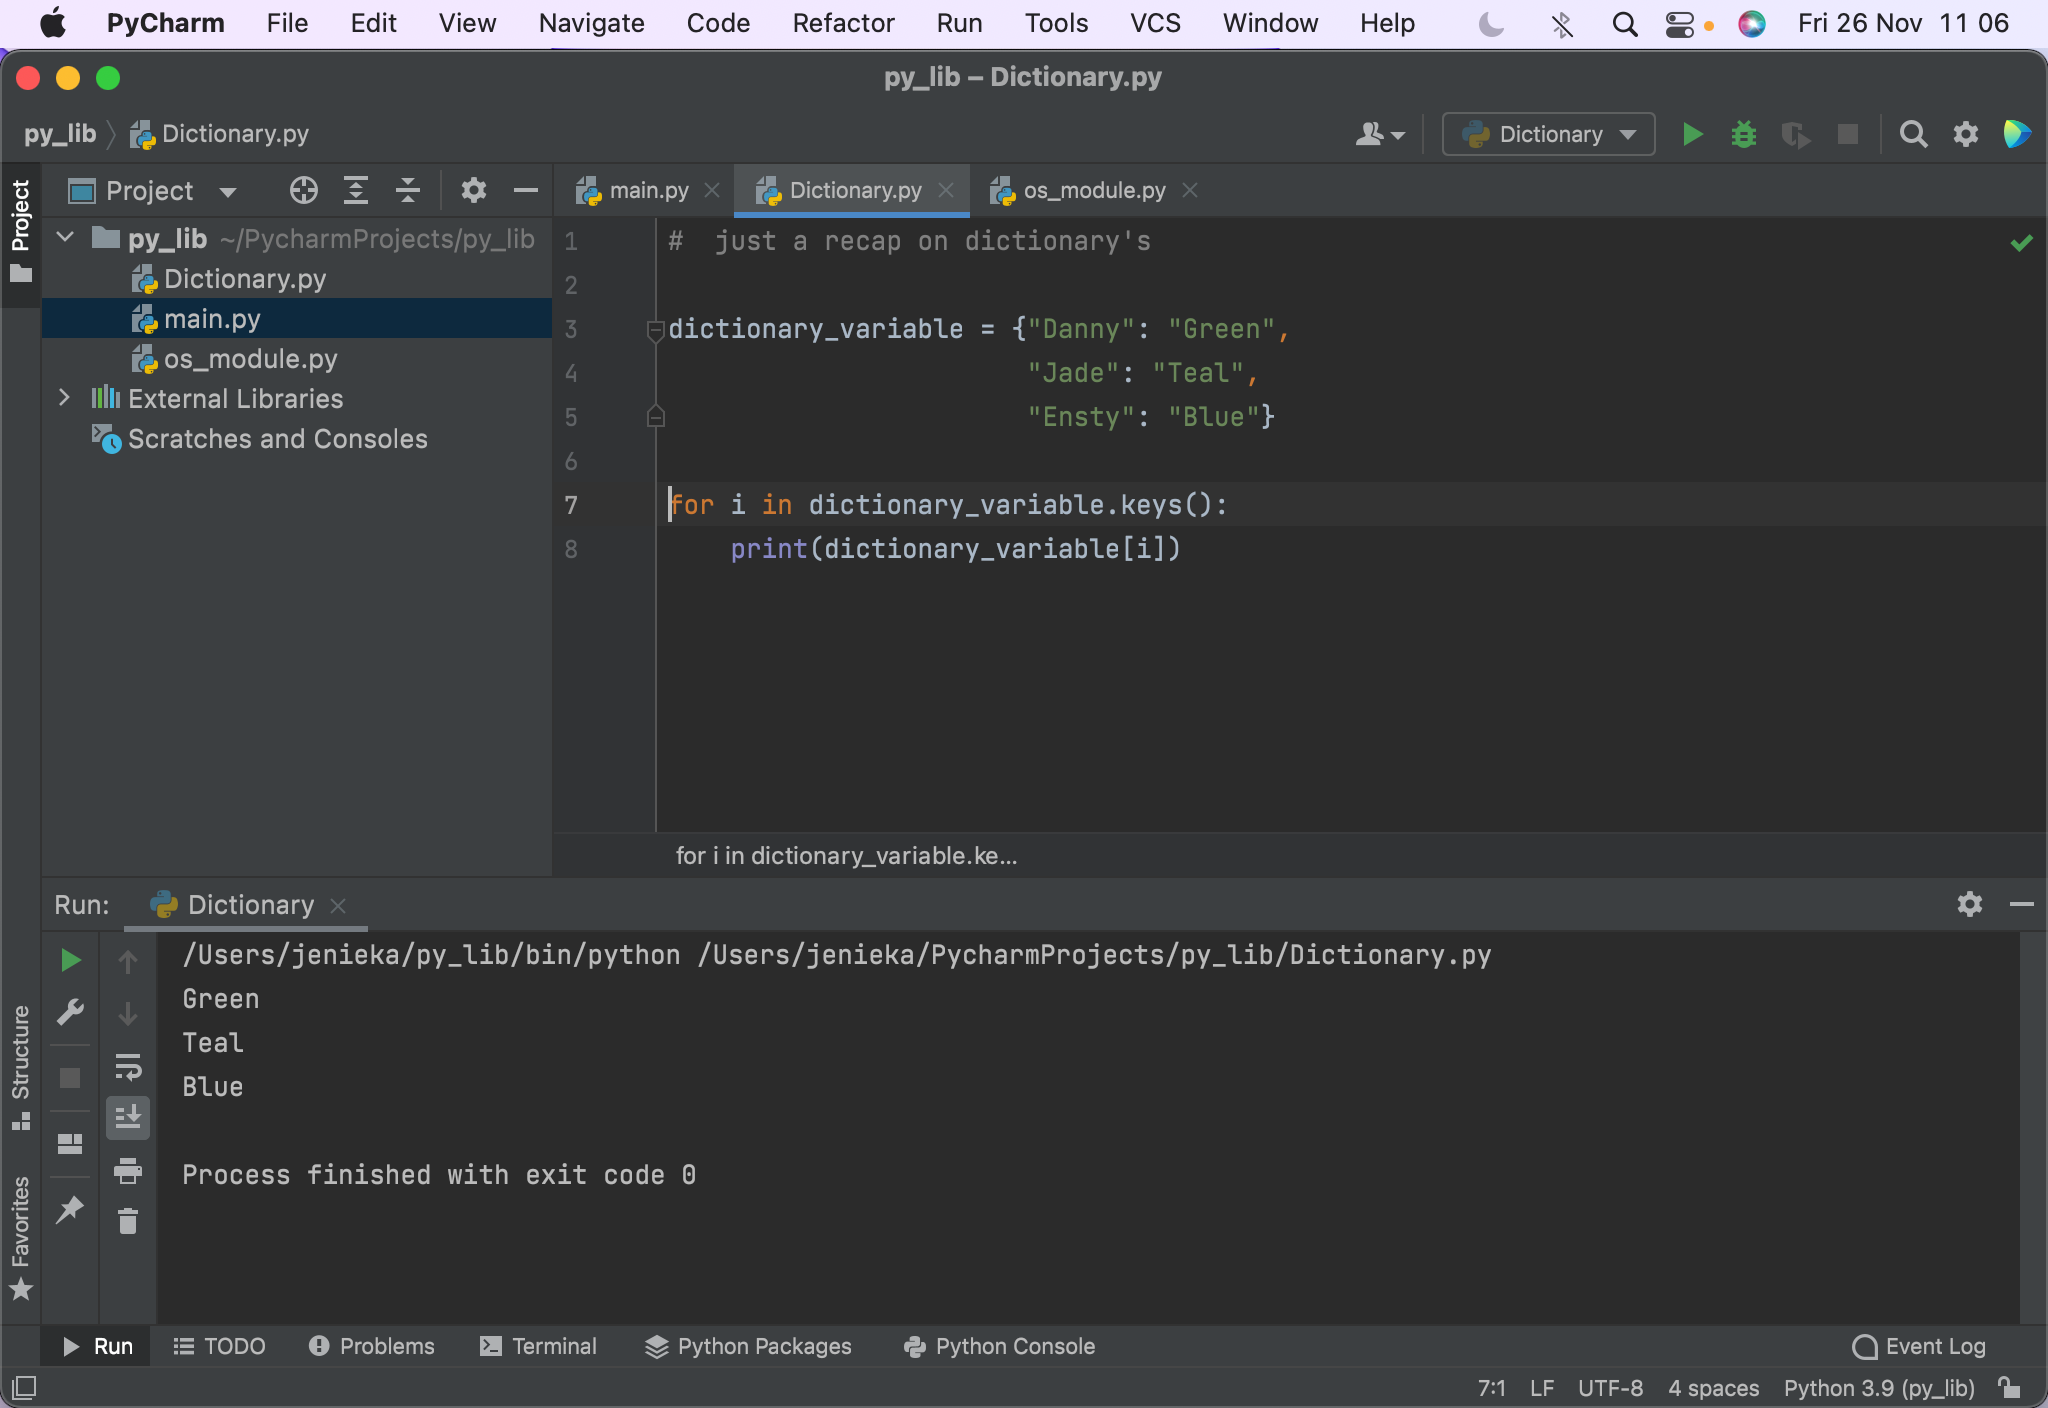 PyCharm File Edit View Navigate Code Refactor Run Tools VCS Window Help Fri 26 Nov 11 06
py_lib – Dictionary.py
py_lib Dictionary.py Dictionary
Project Project main.py Dictionary.py os_module.py
py_lib ~/PycharmProjects/py_lib
Dictionary.py
main.py
os_module.py
External Libraries
Scratches and Consoles
1 # just a recap on dictionary's
2
3 dictionary_variable = {"Danny": "Green",
4 "Jade": "Teal",
5 "Ensty": "Blue"}
6
7 for i in dictionary_variable.keys():
8 print(dictionary_variable[i])
for i in dictionary_variable.ke...
Run: Dictionary
/Users/jenieka/py_lib/bin/python /Users/jenieka/PycharmProjects/py_lib/Dictionary.py
Green
Teal
Blue
Process finished with exit code 0
Structure
Favorites
Run TODO Problems Terminal Python Packages Python Console Event Log
7:1 LF UTF-8 4 spaces Python 3.9 (py_lib)